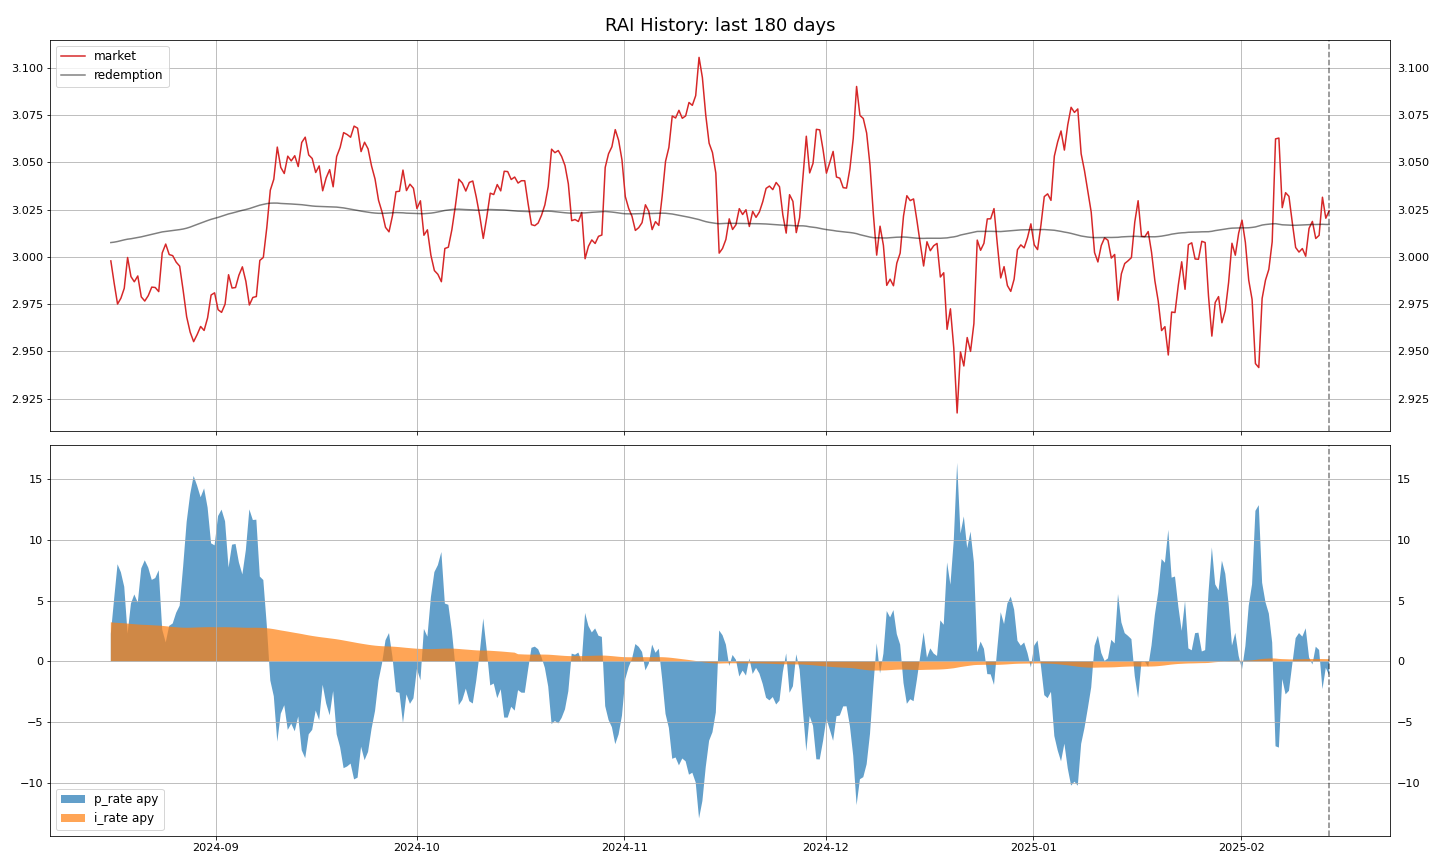 RAI History: last 180 days
market
redemption
3.100 3.100
3.075 3.075
3.050 3.050
3.025 3.025
3.000 3.000
2.975 2.975
2.950 2.950
2.925 2.925
15 15
10 10
5 5
0 0
−5 −5
−10 −10
p_rate apy
i_rate apy
2024-09 2024-10 2024-11 2024-12 2025-01 2025-02